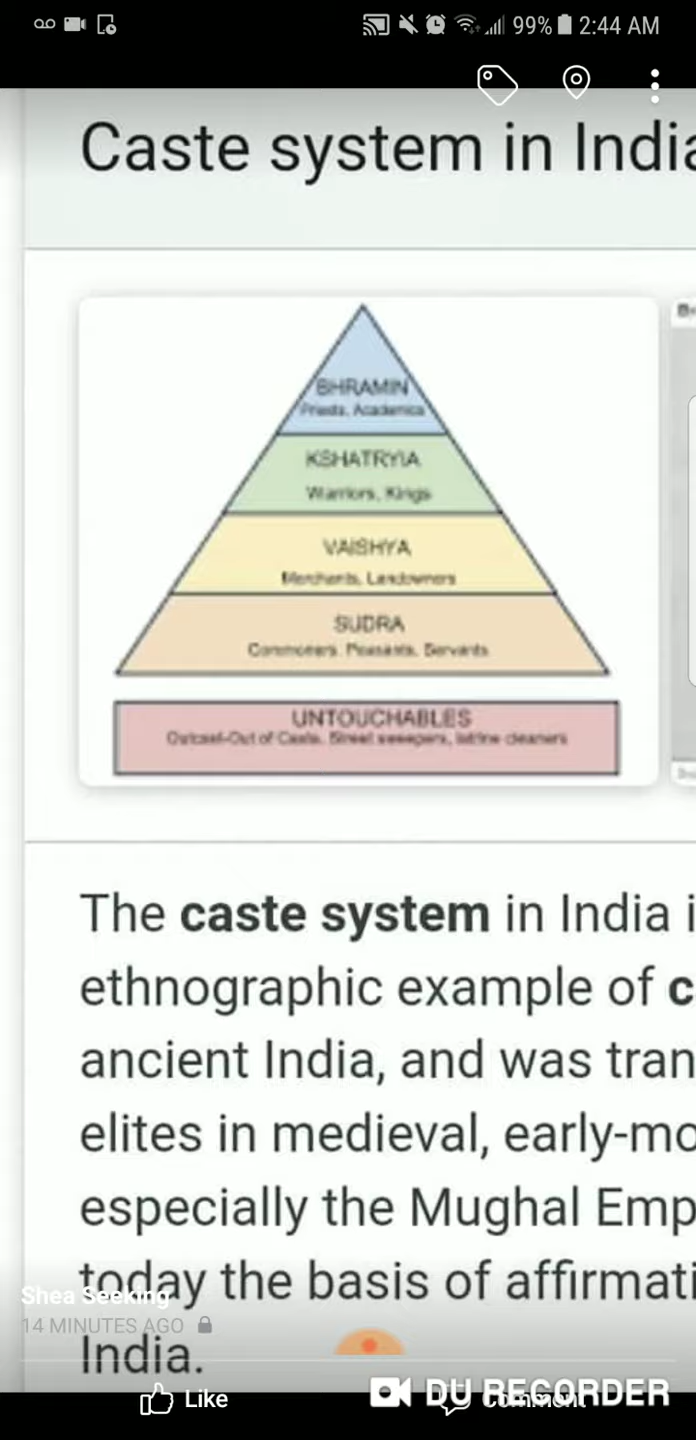 99% 2:44 AM
Caste system in India
BHRAMIN
Priests, Academics
KSHATRYIA
Warriors, Kings
VAISHYA
Merchants, Landowners
SUDRA
Commoners, Peasants, Servants
UNTOUCHABLES
Outcast-Out of Caste, Street sweepers, latrine cleaners
The caste system in India i
ethnographic example of c
ancient India, and was tran
elites in medieval, early-mo
especially the Mughal Emp
today the basis of affirmati
Shea Seeking
14 MINUTES AGO
India.
Like
Comment
DU RECORDER